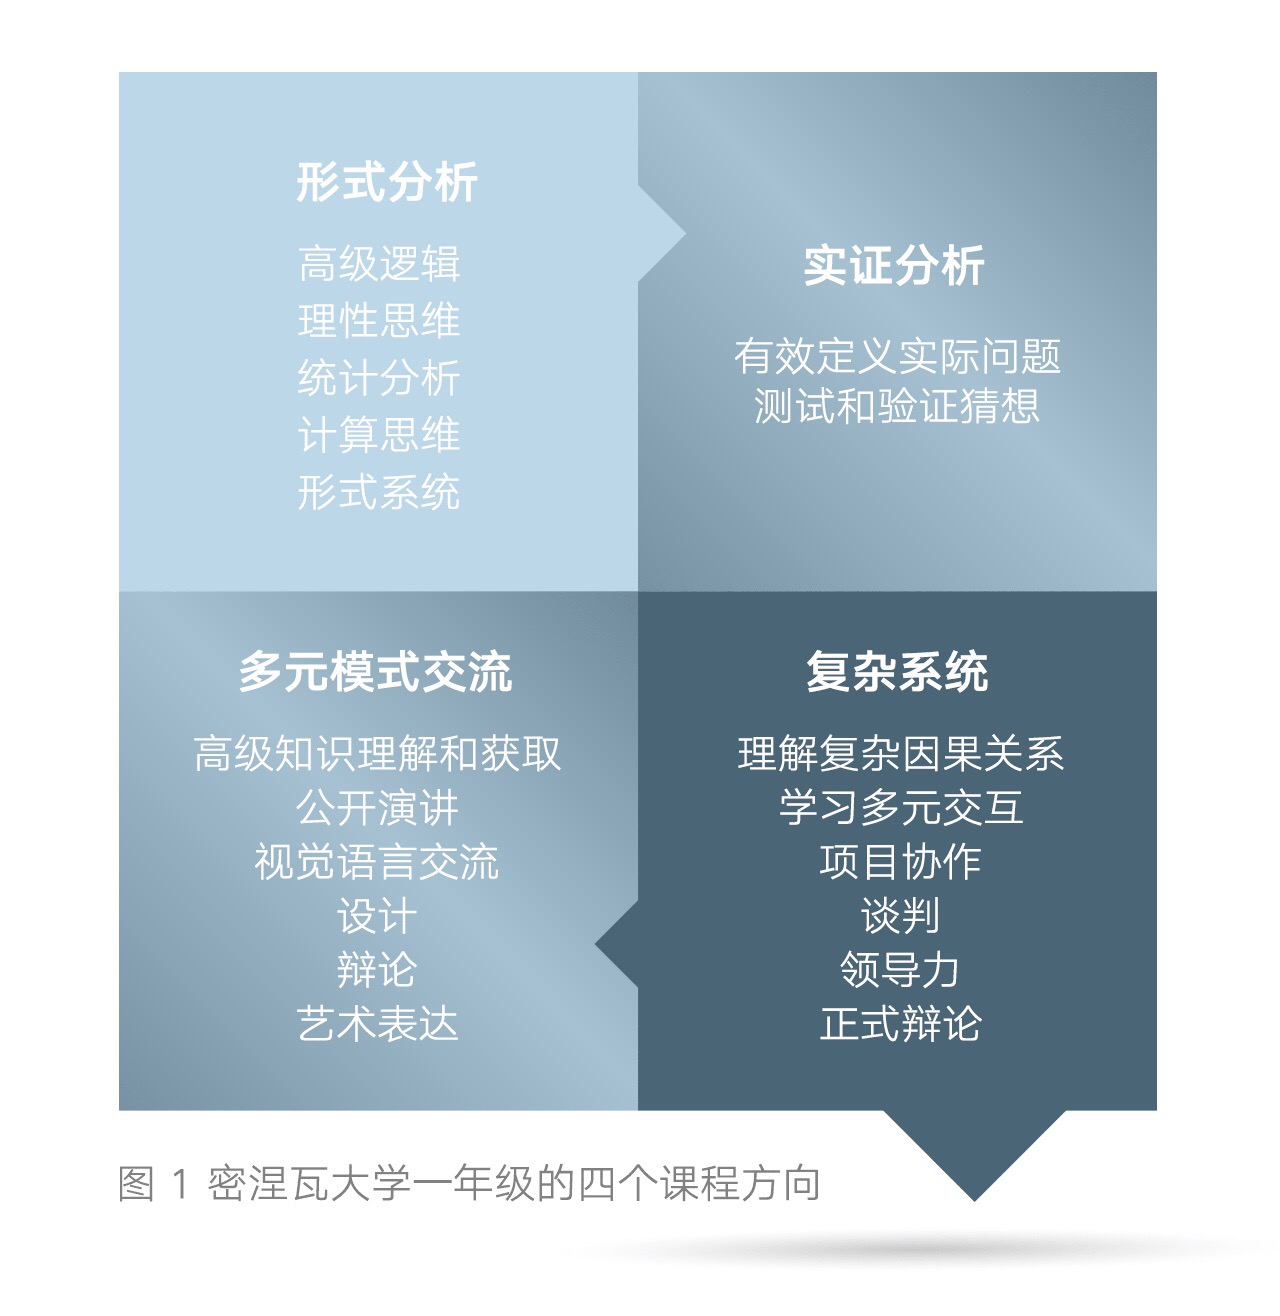 形式分析
高级逻辑
理性思维
统计分析
计算思维
形式系统
实证分析
有效定义实际问题
测试和验证猜想
多元模式交流
高级知识理解和获取
公开演讲
视觉语言交流
设计
辩论
艺术表达
复杂系统
理解复杂因果关系
学习多元交互
项目协作
谈判
领导力
正式辩论
图 1 密涅瓦大学一年级的四个课程方向